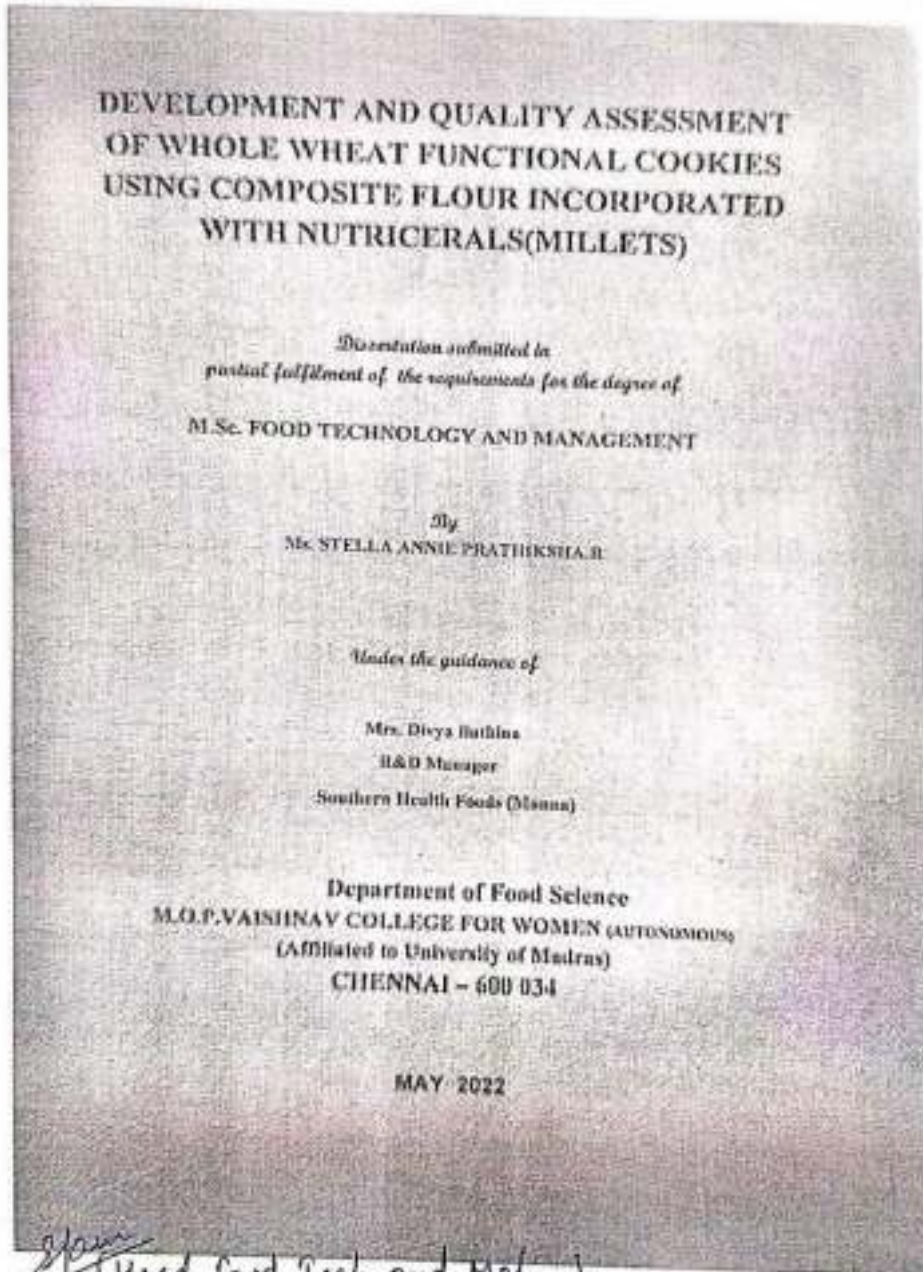 DEVELOPMENT AND QUALITY ASSESSMENT
OF WHOLE WHEAT FUNCTIONAL COOKIES
USING COMPOSITE FLOUR INCORPORATED
WITH NUTRICERALS(MILLETS)
Dissertation submitted in
partial fulfilment of the requirements for the degree of
M.Sc. FOOD TECHNOLOGY AND MANAGEMENT
By
Ms. STELLA ANNIE PRATHIKSHA.R
Under the guidance of
Mrs. Divya
R&D Manager
Southern Health Foods (Manna)
Department of Food Science
M.O.P.VAISHNAV COLLEGE FOR WOMEN (AUTONOMOUS)
(Affiliated to University of Madras)
CHENNAI – 600 034
MAY 2022
Food Tech and